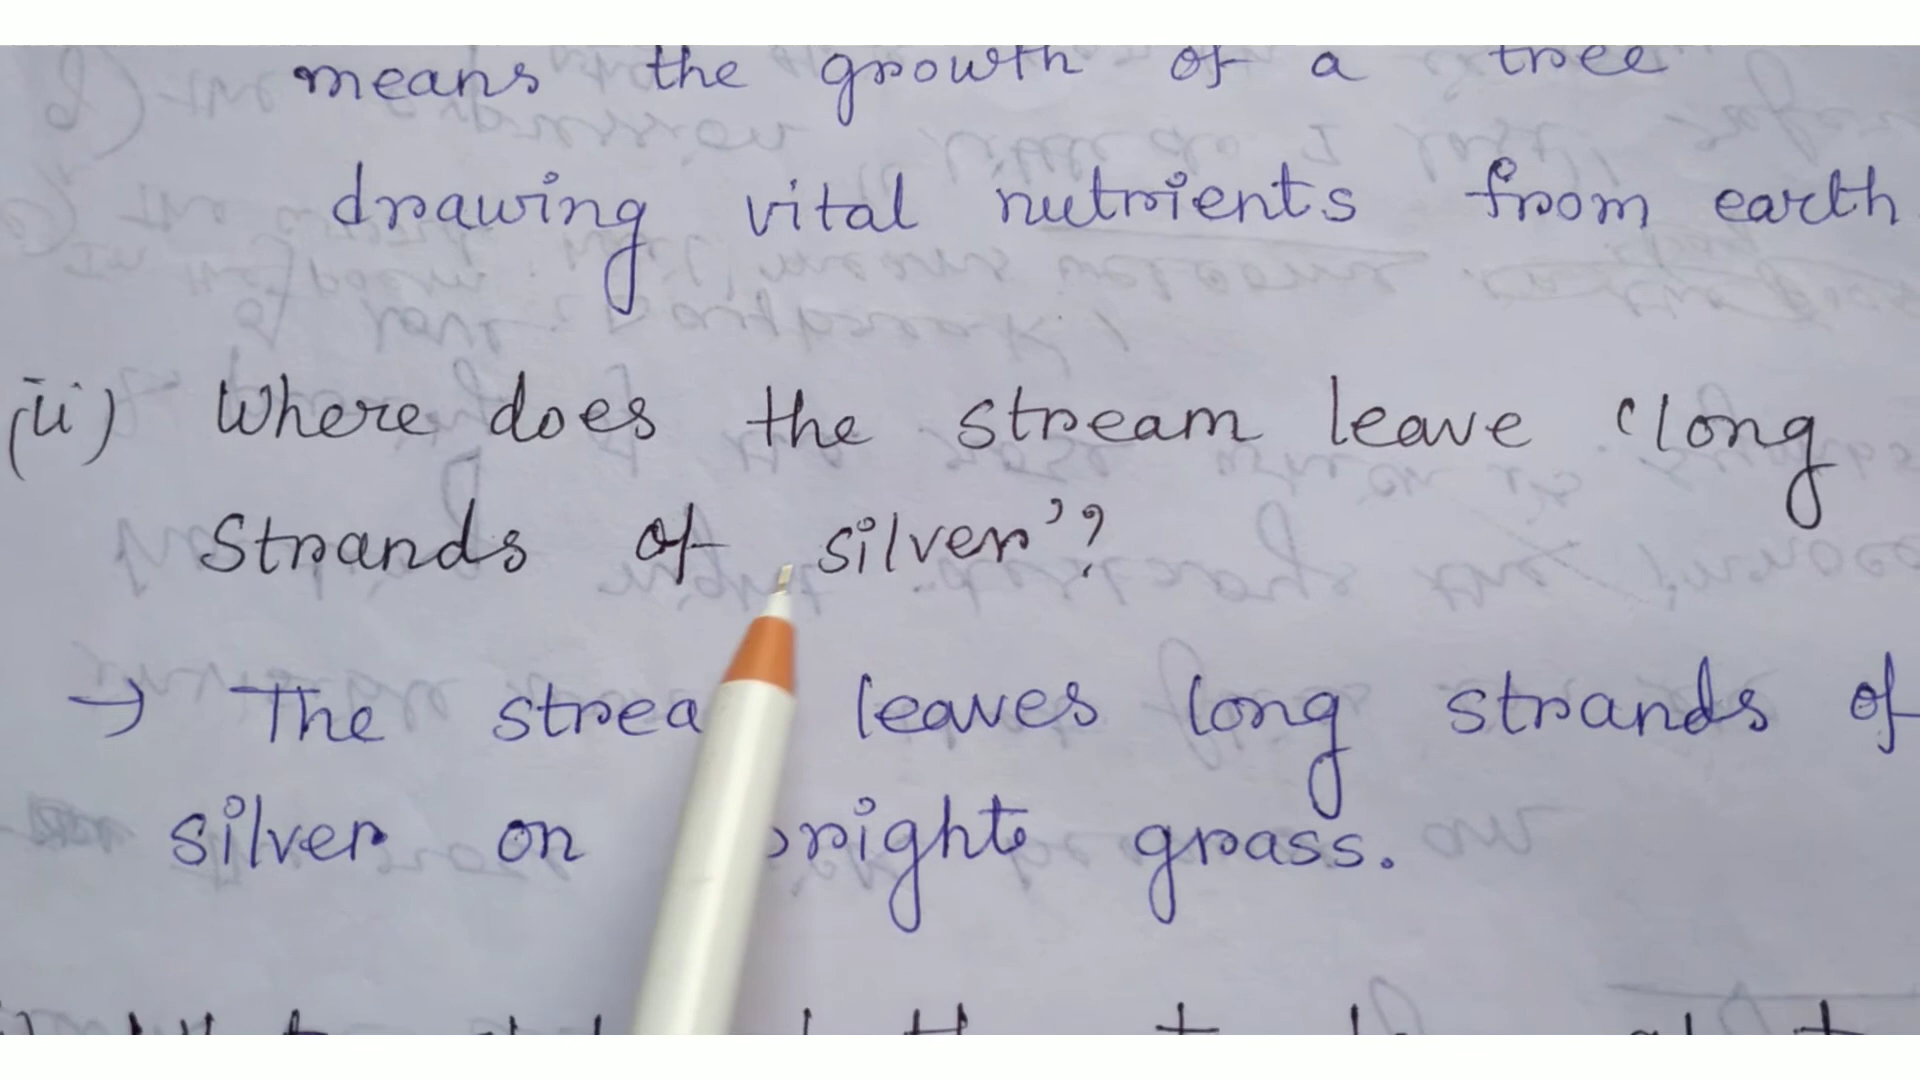 means the growth of a tree
drawing vital nutrients from earth
(ii) Where does the stream leave 'long
Strands of silver'?
→ The strea leaves long strands of
silver on bright grass.